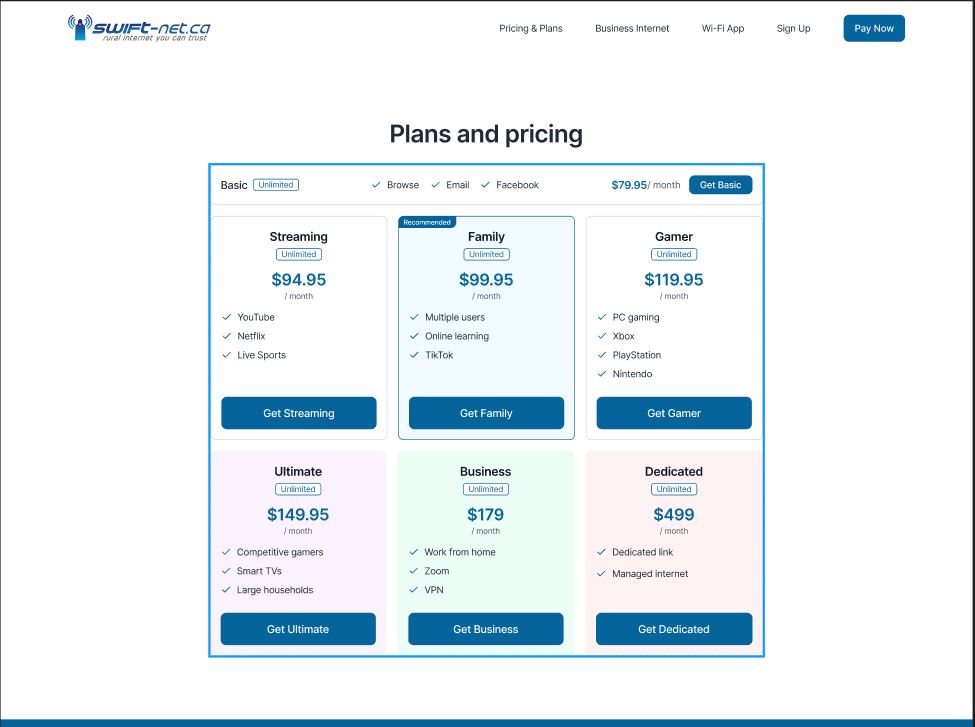 swift-net.ca
rural internet you can trust
Pricing & Plans
Business Internet
Wi-Fi App
Sign Up
Pay Now
Plans and pricing
Basic Unlimited
Browse
Email
Facebook
$79.95/ month
Get Basic
Streaming
Unlimited
$94.95
/ month
YouTube
Netflix
Live Sports
Get Streaming
Recommended
Family
Unlimited
$99.95
/ month
Multiple users
Online learning
TikTok
Get Family
Gamer
Unlimited
$119.95
/ month
PC gaming
Xbox
PlayStation
Nintendo
Get Gamer
Ultimate
Unlimited
$149.95
/ month
Competitive gamers
Smart TVs
Large households
Get Ultimate
Business
Unlimited
$179
/ month
Work from home
Zoom
VPN
Get Business
Dedicated
Unlimited
$499
/ month
Dedicated link
Managed internet
Get Dedicated